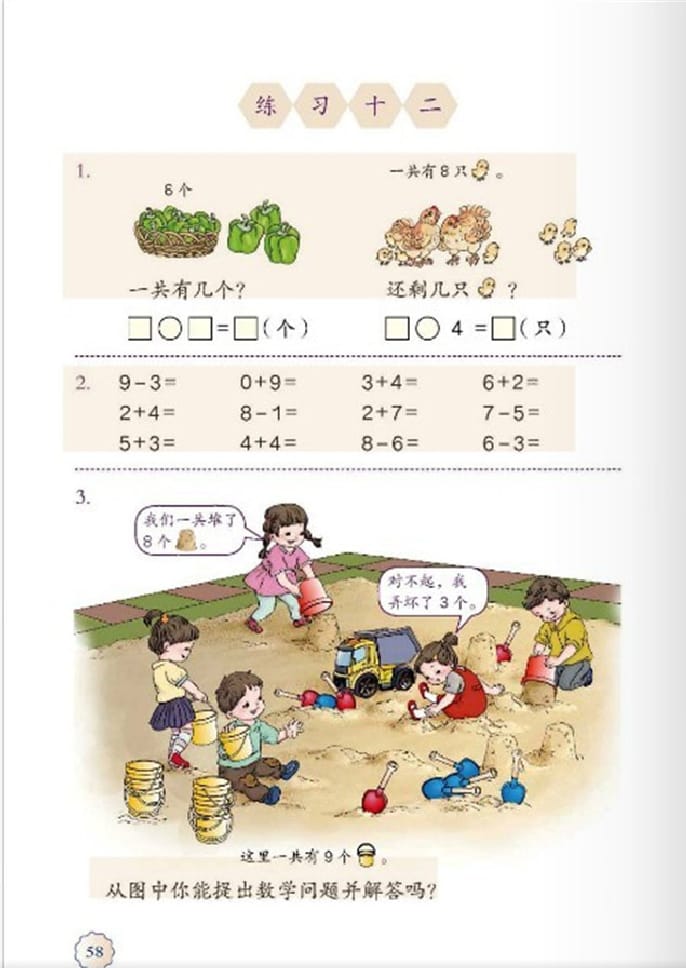 练习十二
1.
一共有8只。
6个
一共有几个?
还剩几只?
□○□=□(个)
□○4=□(只)
2. 9-3= 0+9= 3+4= 6+2=
2+4= 8-1= 2+7= 7-5=
5+3= 4+4= 8-6= 6-3=
3.
我们一共堆了
8个。
对不起，我
弄坏了3个。
这里一共有9个。
从图中你能提出数学问题并解答吗?
58